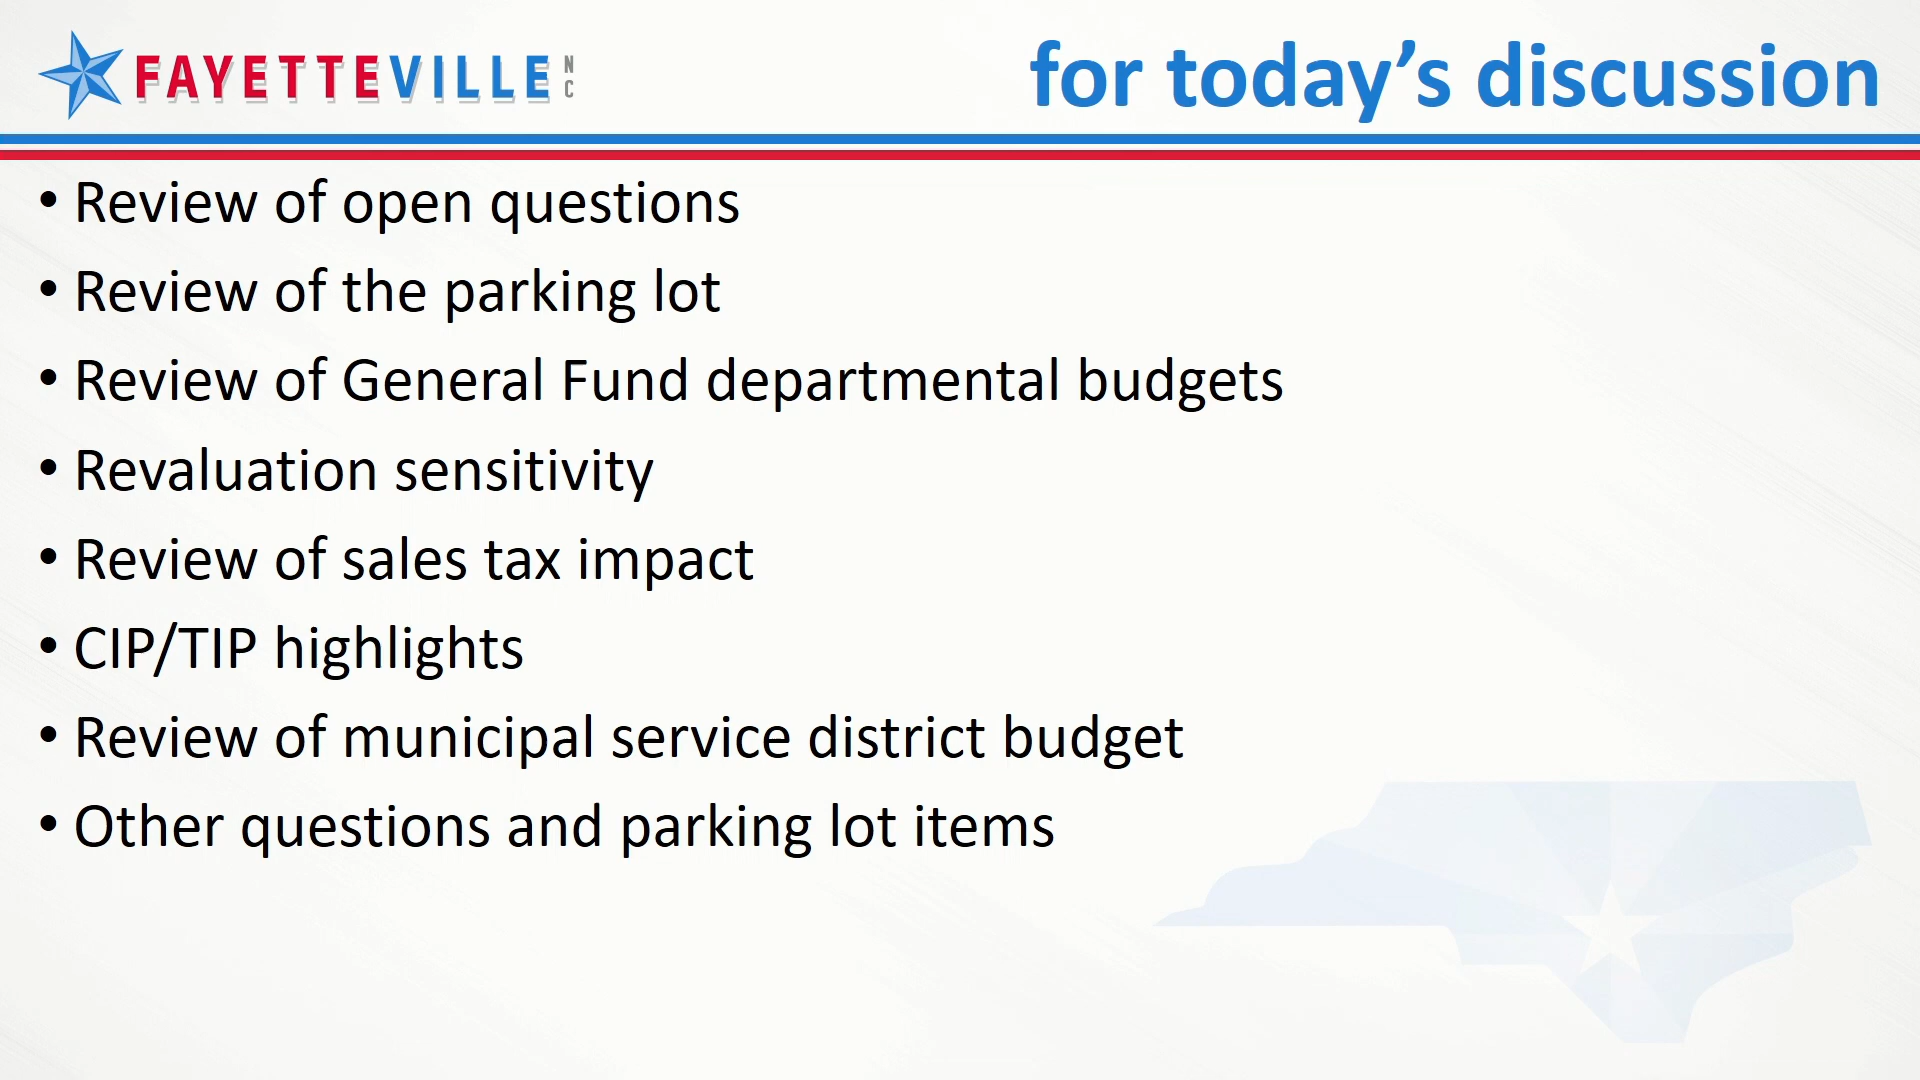 FAYETTEVILLE NC
for today’s discussion
• Review of open questions
• Review of the parking lot
• Review of General Fund departmental budgets
• Revaluation sensitivity
• Review of sales tax impact
• CIP/TIP highlights
• Review of municipal service district budget
• Other questions and parking lot items